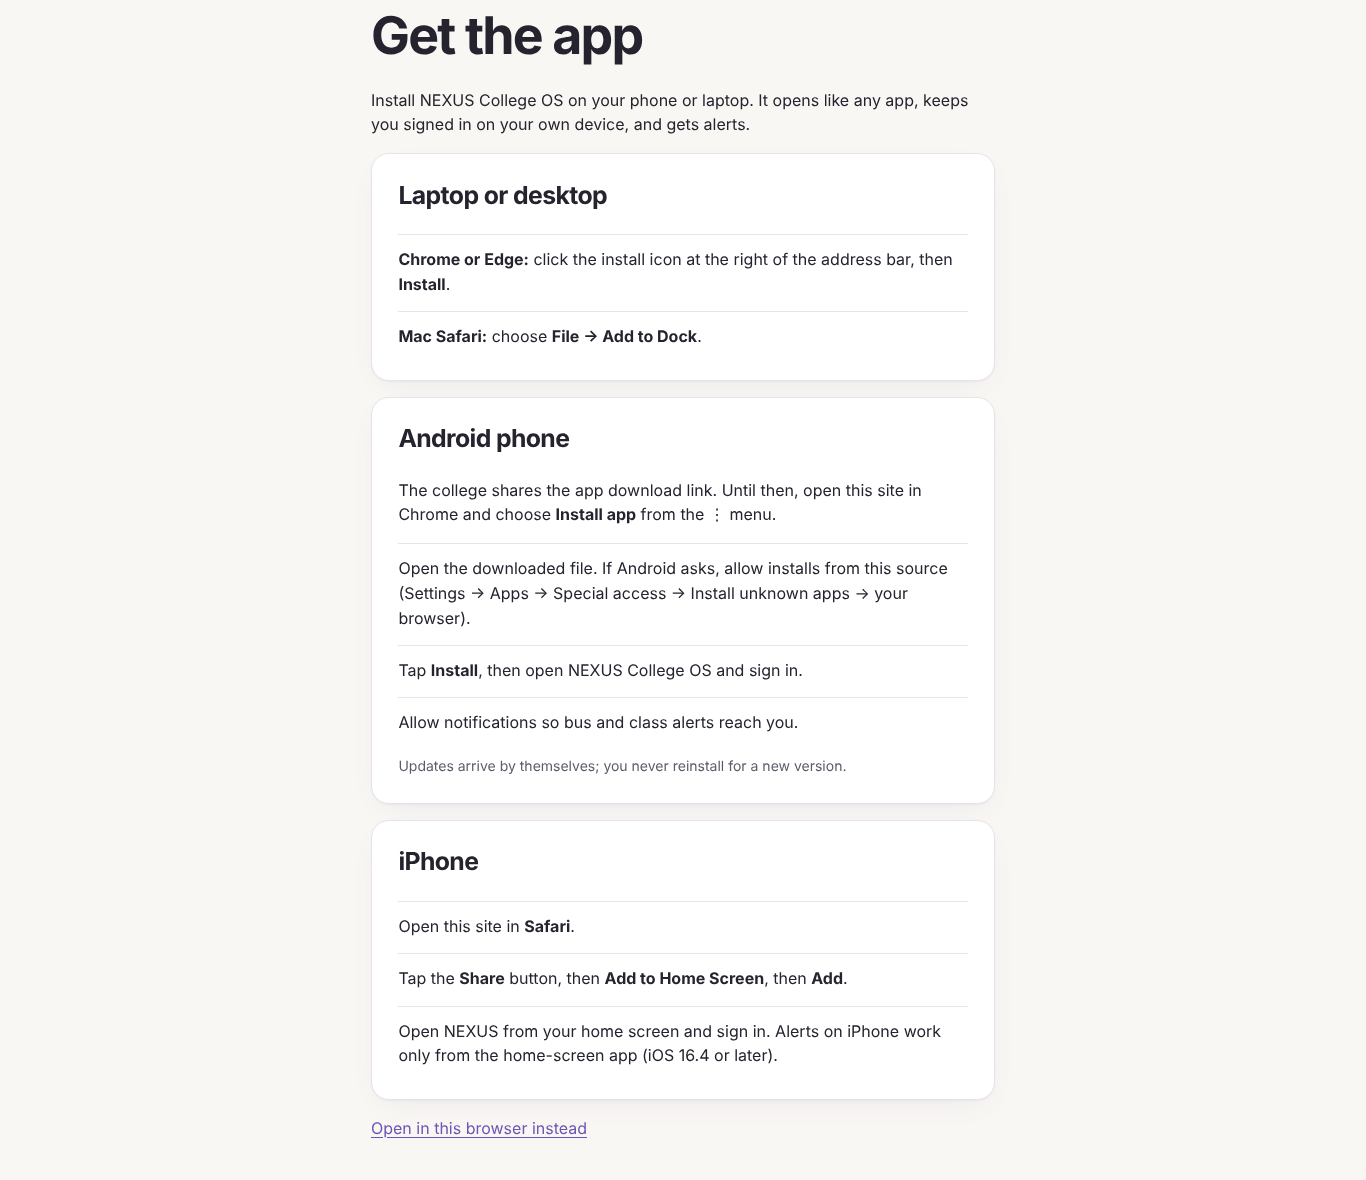 Get the app
Install NEXUS College OS on your phone or laptop. It opens like any app, keeps
you signed in on your own device, and gets alerts.
Laptop or desktop
Chrome or Edge: click the install icon at the right of the address bar, then
Install.
Mac Safari: choose File → Add to Dock.
Android phone
The college shares the app download link. Until then, open this site in
Chrome and choose Install app from the ⋮ menu.
Open the downloaded file. If Android asks, allow installs from this source
(Settings → Apps → Special access → Install unknown apps → your
browser).
Tap Install, then open NEXUS College OS and sign in.
Allow notifications so bus and class alerts reach you.
Updates arrive by themselves; you never reinstall for a new version.
iPhone
Open this site in Safari.
Tap the Share button, then Add to Home Screen, then Add.
Open NEXUS from your home screen and sign in. Alerts on iPhone work
only from the home-screen app (iOS 16.4 or later).
Open in this browser instead